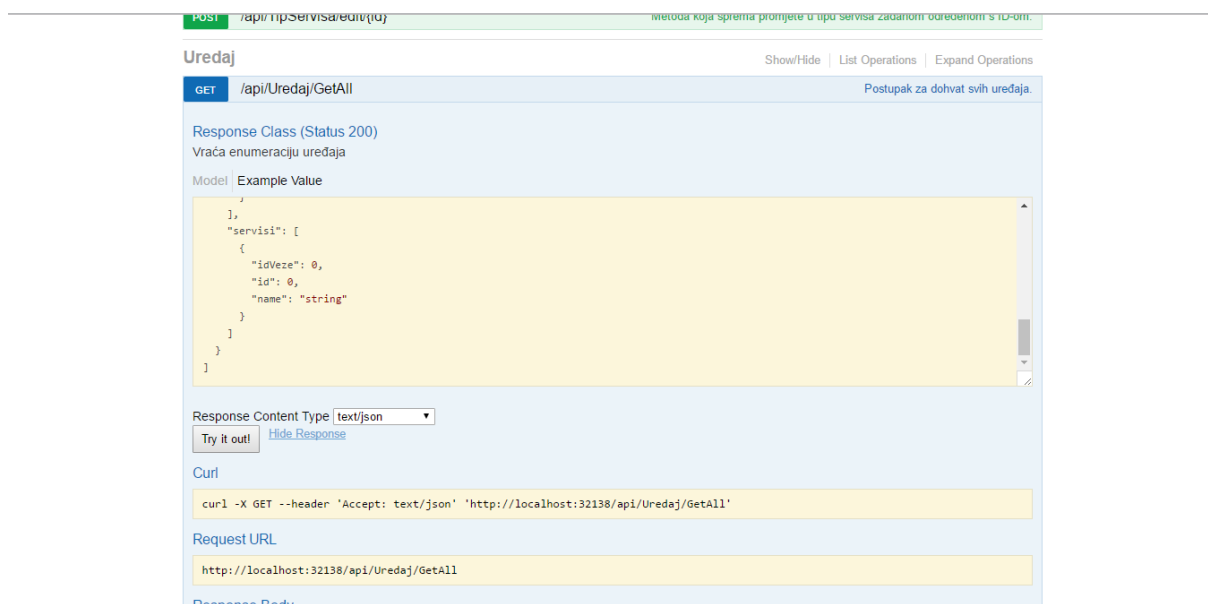 POST /api/TipServisa/edit/{id} Metoda koja sprema promjete u tipu servisa zadanom određenom s ID-om.
Uredaj Show/Hide List Operations Expand Operations
GET /api/Uredaj/GetAll Postupak za dohvat svih uređaja.
Response Class (Status 200)
Vraća enumeraciju uređaja
Model Example Value
}
],
"servisi": [
{
"idVeze": 0,
"id": 0,
"name": "string"
}
]
}
]
Response Content Type text/json
Try it out! Hide Response
Curl
curl -X GET --header 'Accept: text/json' 'http://localhost:32138/api/Uredaj/GetAll'
Request URL
http://localhost:32138/api/Uredaj/GetAll
Response Body